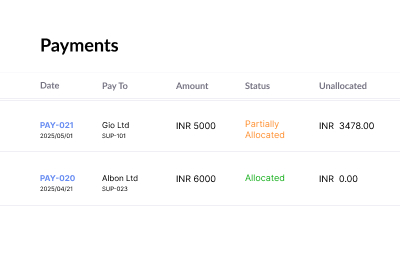 Payments
Date Pay To Amount Status Unallocated
PAY-021 Gio Ltd INR 5000 Partially Allocated INR 3478.00
2025/05/01 SUP-101
PAY-020 Albon Ltd INR 6000 Allocated INR 0.00
2025/04/21 SUP-023